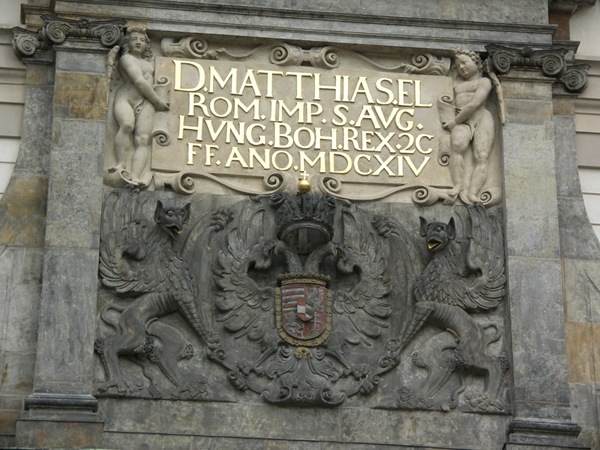 D.MATTHIAS.EL
ROM.IMP.S.AVG.
HVNG.BOH.REX.2C
FF.ANO.MDCXIV